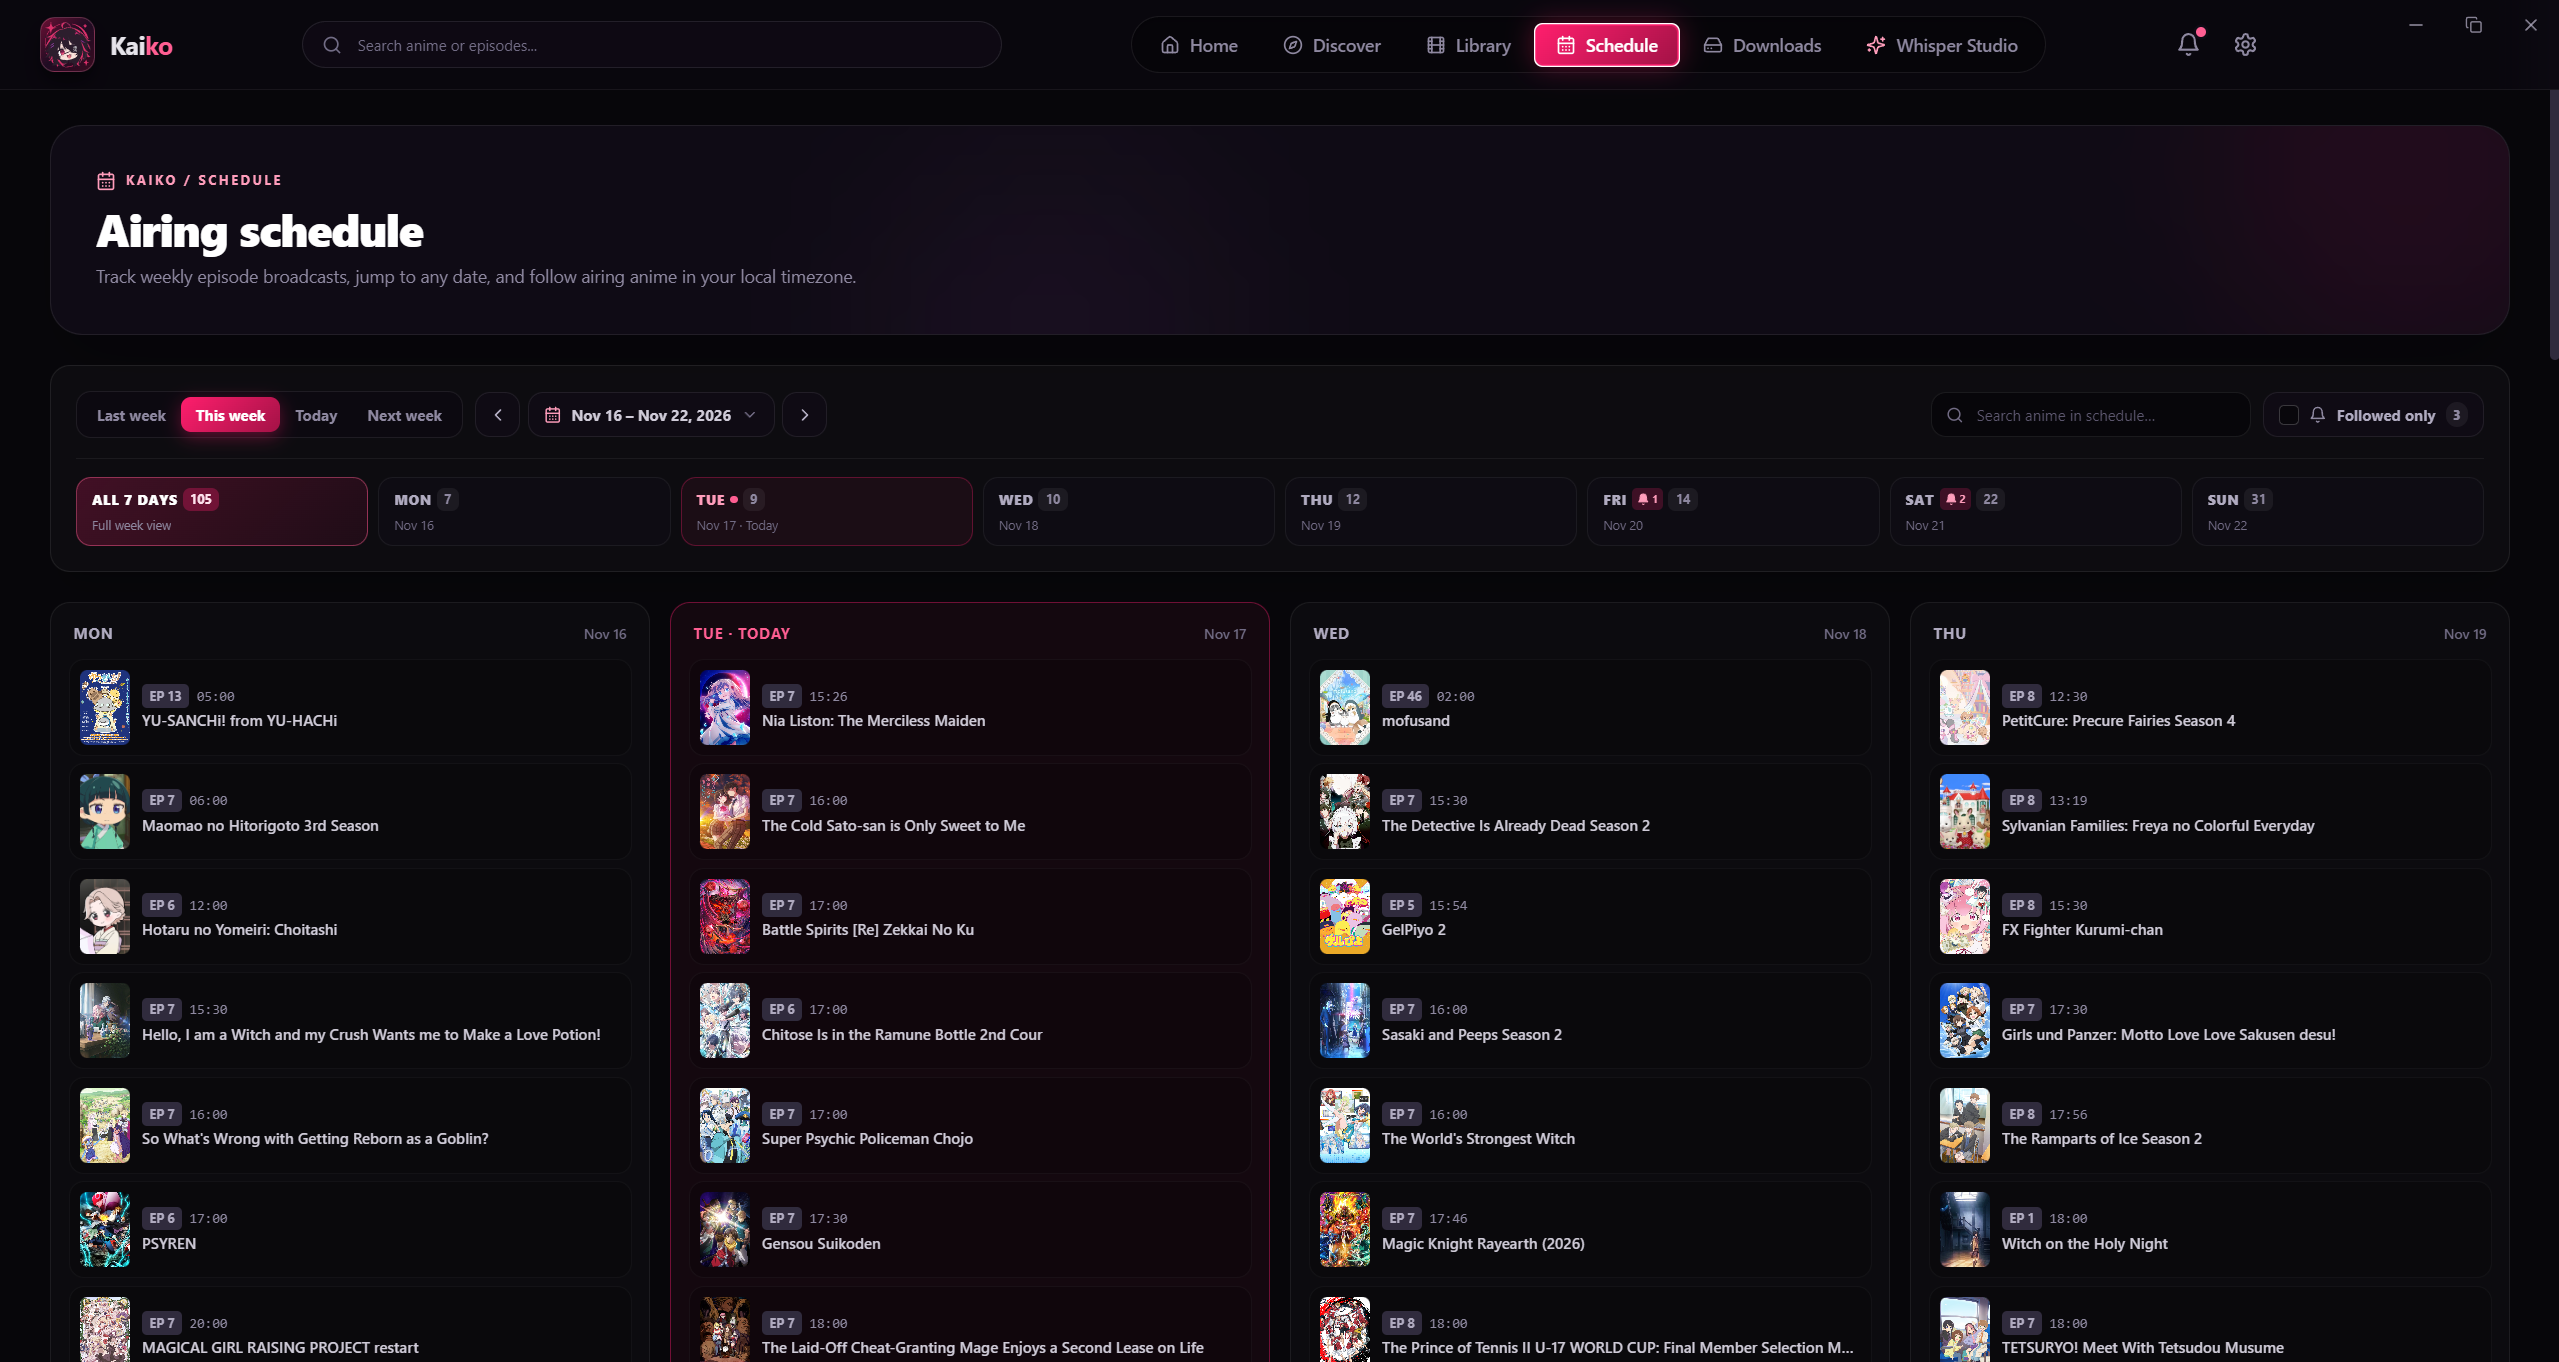 Kaiko
Search anime or episodes...
Home
Discover
Library
Schedule
Downloads
Whisper Studio
KAIKO / SCHEDULE
Airing schedule
Track weekly episode broadcasts, jump to any date, and follow airing anime in your local timezone.
Last week
This week
Today
Next week
Nov 16 – Nov 22, 2026
Search anime in schedule...
Followed only 3
ALL 7 DAYS 105
Full week view
MON 7
Nov 16
TUE 9
Nov 17 · Today
WED 10
Nov 18
THU 12
Nov 19
FRI 1 14
Nov 20
SAT 2 22
Nov 21
SUN 31
Nov 22
MON Nov 16
EP 13 05:00
YU-SANCHi! from YU-HACHi
EP 7 06:00
Maomao no Hitorigoto 3rd Season
EP 6 12:00
Hotaru no Yomeiri: Choitashi
EP 7 15:30
Hello, I am a Witch and my Crush Wants me to Make a Love Potion!
EP 7 16:00
So What's Wrong with Getting Reborn as a Goblin?
EP 6 17:00
PSYREN
EP 7 20:00
MAGICAL GIRL RAISING PROJECT restart
TUE · TODAY Nov 17
EP 7 15:26
Nia Liston: The Merciless Maiden
EP 7 16:00
The Cold Sato-san is Only Sweet to Me
EP 7 17:00
Battle Spirits [Re] Zekkai No Ku
EP 6 17:00
Chitose Is in the Ramune Bottle 2nd Cour
EP 7 17:00
Super Psychic Policeman Chojo
EP 7 17:30
Gensou Suikoden
EP 7 18:00
The Laid-Off Cheat-Granting Mage Enjoys a Second Lease on Life
WED Nov 18
EP 46 02:00
mofusand
EP 7 15:30
The Detective Is Already Dead Season 2
EP 5 15:54
GelPiyo 2
EP 7 16:00
Sasaki and Peeps Season 2
EP 7 16:00
The World's Strongest Witch
EP 7 17:46
Magic Knight Rayearth (2026)
EP 8 18:00
The Prince of Tennis II U-17 WORLD CUP: Final Member Selection M...
THU Nov 19
EP 8 12:30
PetitCure: Precure Fairies Season 4
EP 8 13:19
Sylvanian Families: Freya no Colorful Everyday
EP 8 15:30
FX Fighter Kurumi-chan
EP 7 17:30
Girls und Panzer: Motto Love Love Sakusen desu!
EP 8 17:56
The Ramparts of Ice Season 2
EP 1 18:00
Witch on the Holy Night
EP 7 18:00
TETSURYO! Meet With Tetsudou Musume